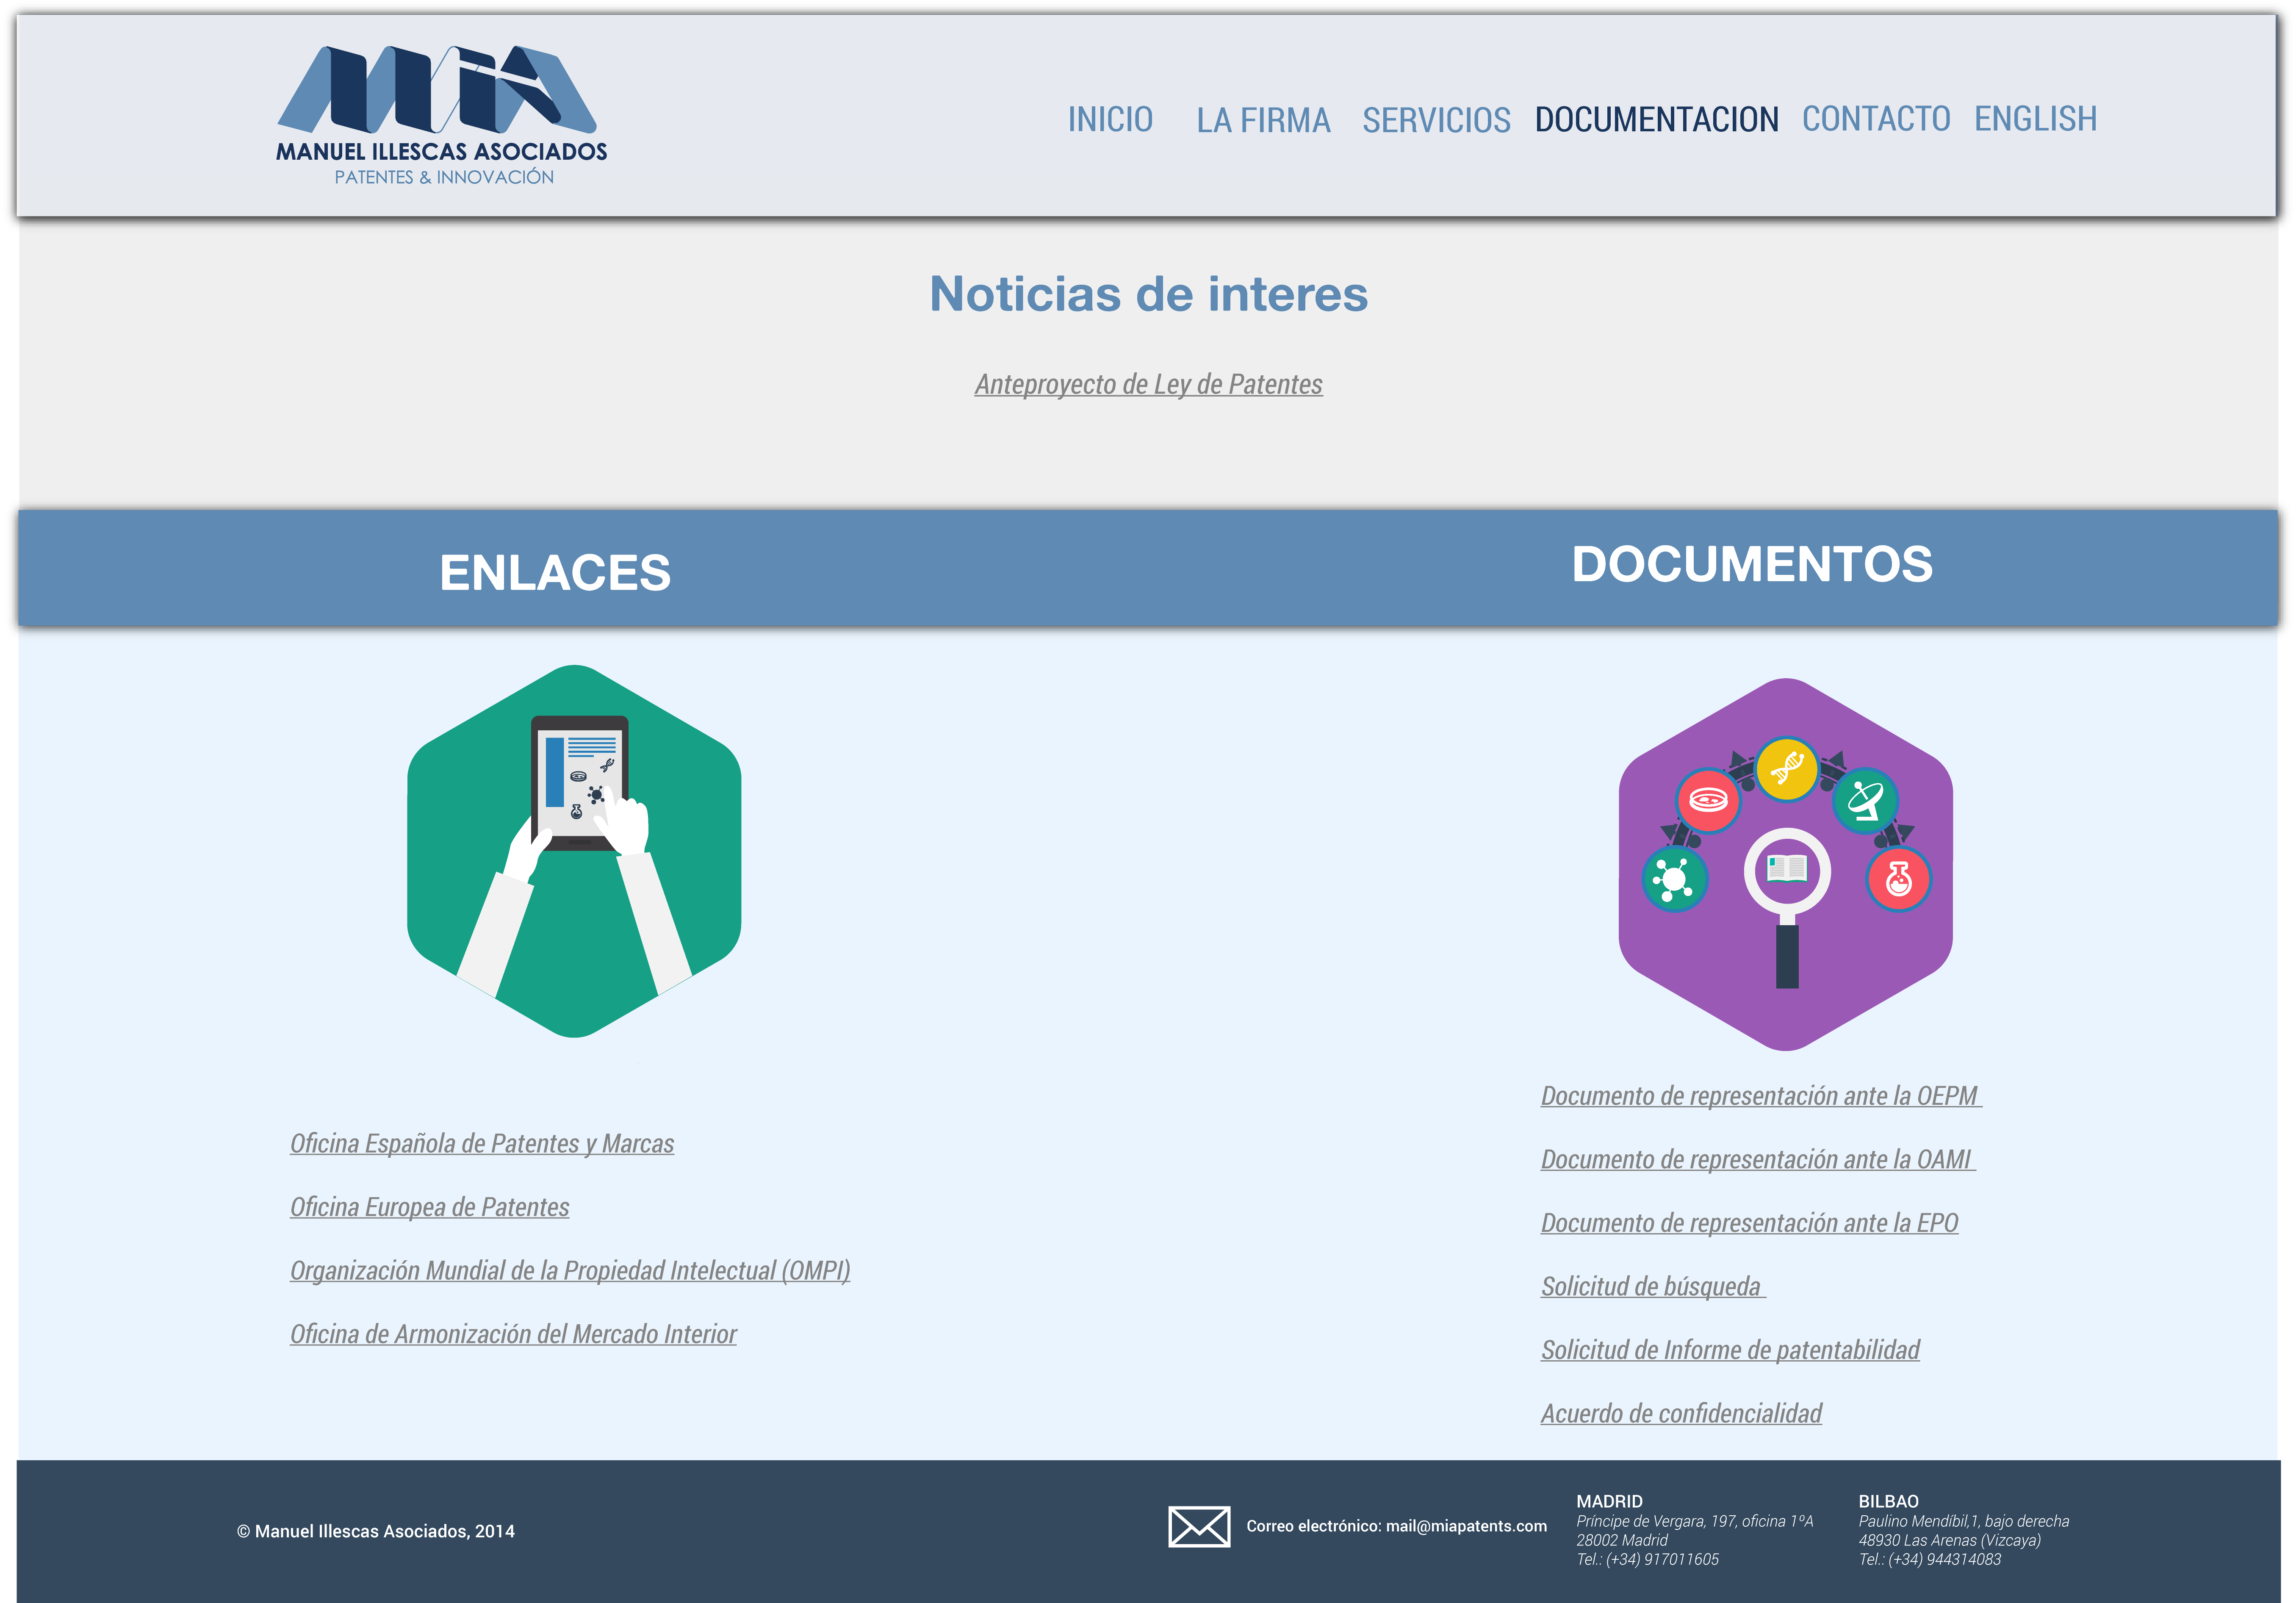 MiA
MANUEL ILLESCAS ASOCIADOS
PATENTES & INNOVACIÓN
INICIO LA FIRMA SERVICIOS DOCUMENTACION CONTACTO ENGLISH
Noticias de interes
Anteproyecto de Ley de Patentes
ENLACES
DOCUMENTOS
Oficina Española de Patentes y Marcas
Oficina Europea de Patentes
Organización Mundial de la Propiedad Intelectual (OMPI)
Oficina de Armonización del Mercado Interior
Documento de representación ante la OEPM
Documento de representación ante la OAMI
Documento de representación ante la EPO
Solicitud de búsqueda
Solicitud de Informe de patentabilidad
Acuerdo de confidencialidad
© Manuel Illescas Asociados, 2014
Correo electrónico: mail@miapatents.com
MADRID
Príncipe de Vergara, 197, oficina 1ºA
28002 Madrid
Tel.: (+34) 917011605
BILBAO
Paulino Mendíbil,1, bajo derecha
48930 Las Arenas (Vizcaya)
Tel.: (+34) 944314083